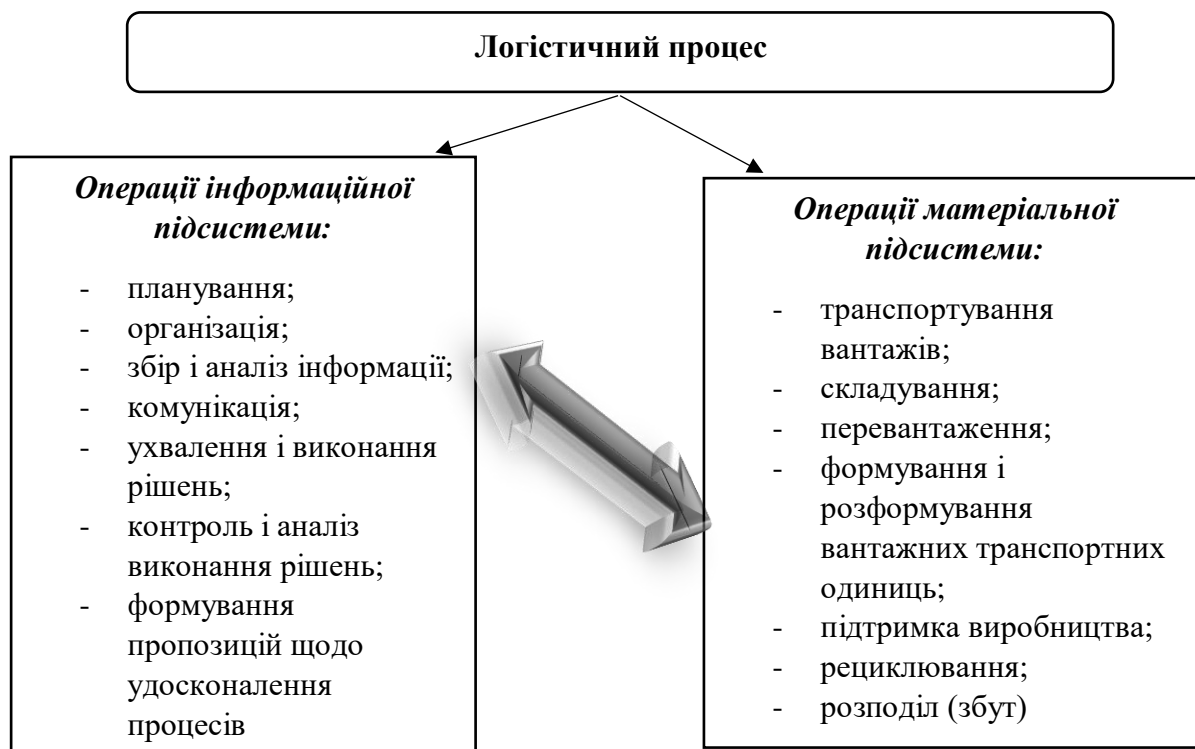 Логістичний процес
Операції інформаційної
підсистеми:
- планування;
- організація;
- збір і аналіз інформації;
- комунікація;
- ухвалення і виконання
рішень;
- контроль і аналіз
виконання рішень;
- формування
пропозицій щодо
удосконалення
процесів
Операції матеріальної
підсистеми:
- транспортування
вантажів;
- складування;
- перевантаження;
- формування і
розформування
вантажних транспортних
одиниць;
- підтримка виробництва;
- рециклювання;
- розподіл (збут)